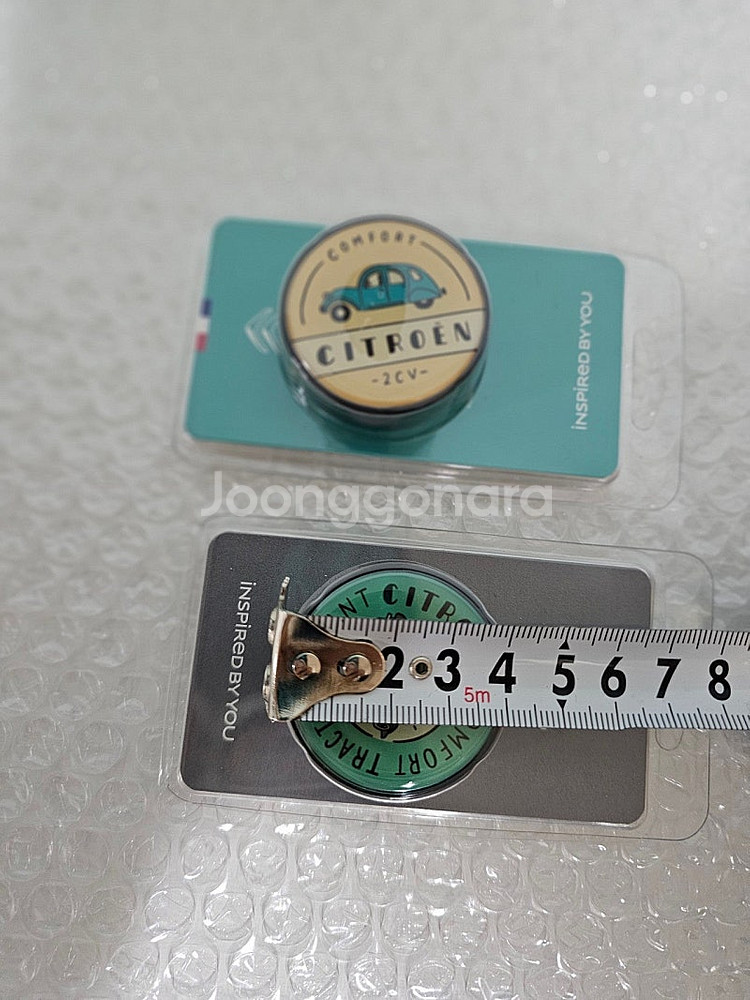 COMFORT
CITROËN
-2CV-
iNSPiRED BY YOU
Joonggonara
iNSPiRED BY YOU
2 3 4 5 6 7 8
5m